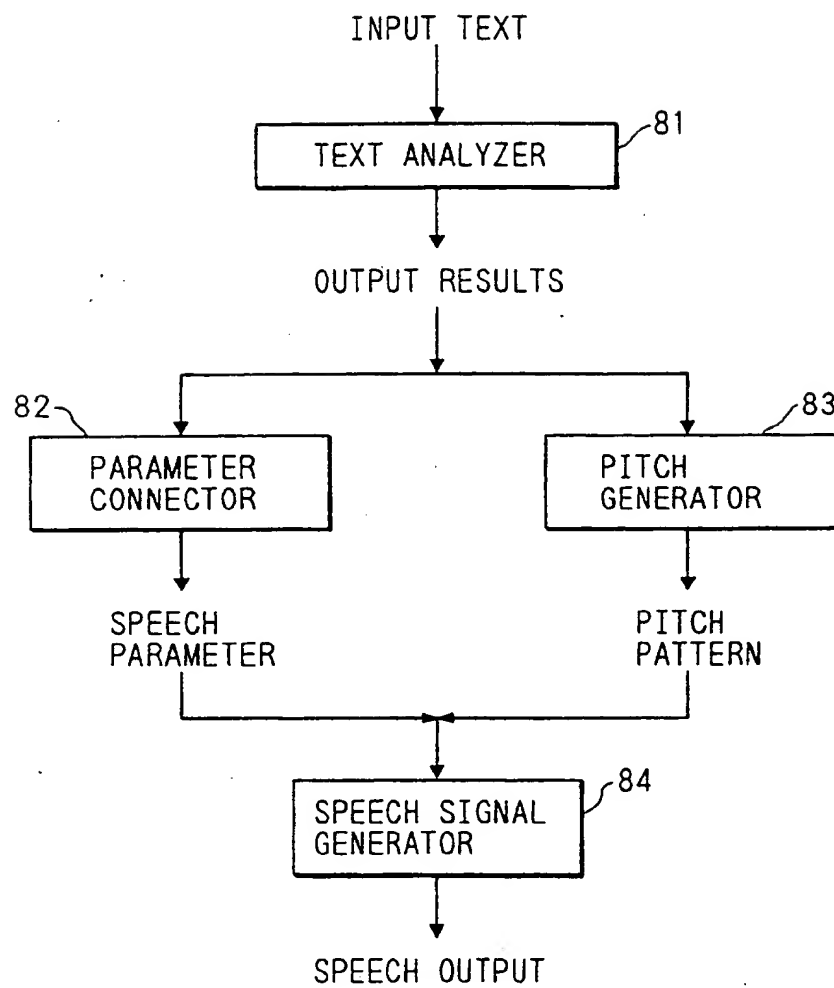 INPUT TEXT
81
TEXT ANALYZER
OUTPUT RESULTS
82
PARAMETER
CONNECTOR
83
PITCH
GENERATOR
SPEECH
PARAMETER
PITCH
PATTERN
84
SPEECH SIGNAL
GENERATOR
SPEECH OUTPUT